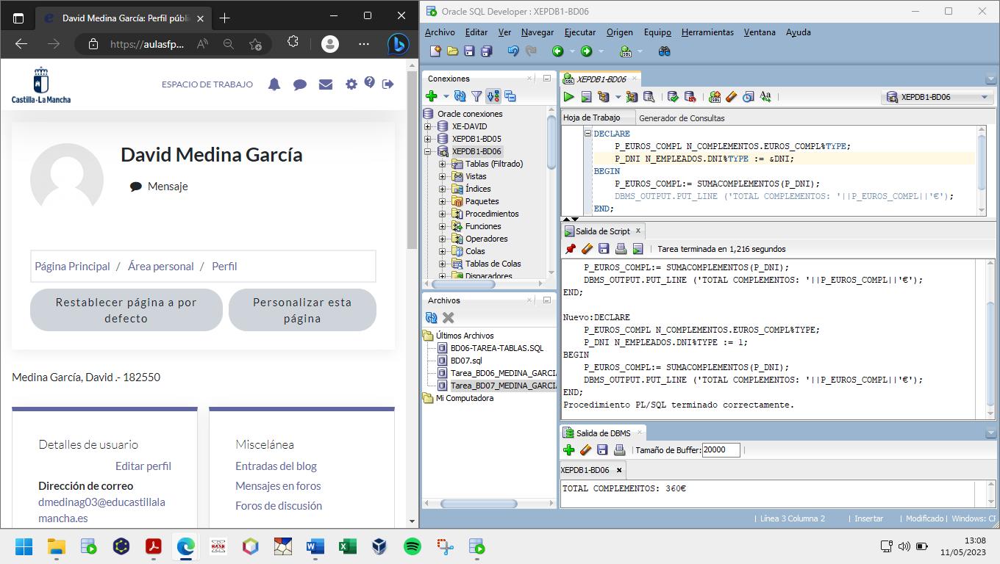 David Medina García: Perfil públi
https://aulasfp...
Castilla-La Mancha
ESPACIO DE TRABAJO
David Medina García
Mensaje
Página Principal / Área personal / Perfil
Restablecer página a por
defecto
Personalizar esta
página
Medina García, David .- 182550
Detalles de usuario
Editar perfil
Dirección de correo
dmedinag03@educastillala
mancha.es
Miscelánea
Entradas del blog
Mensajes en foros
Foros de discusión
Oracle SQL Developer : XEPDB1-BD06
Archivo Editar Ver Navegar Ejecutar Origen Equipo Herramientas Ventana Ayuda
Conexiones
Oracle conexiones
XE-DAVID
XEPDB1-BD05
XEPDB1-BD06
Tablas (Filtrado)
Vistas
Índices
Paquetes
Procedimientos
Funciones
Operadores
Colas
Tablas de Colas
Disparadores
Archivos
Últimos Archivos
BD06-TAREA-TABLAS.SQL
BD07.sql
Tarea_BD06_MEDINA_GARCIA
Tarea_BD07_MEDINA_GARCIA
Mi Computadora
XEPDB1-BD06
XEPDB1-BD06
Hoja de Trabajo Generador de Consultas
DECLARE
P_EUROS_COMPL N_COMPLEMENTOS.EUROS_COMPL%TYPE;
P_DNI N_EMPLEADOS.DNI%TYPE := &DNI;
BEGIN
P_EUROS_COMPL:= SUMACOMPLEMENTOS(P_DNI);
DBMS_OUTPUT.PUT_LINE ('TOTAL COMPLEMENTOS: '||P_EUROS_COMPL||'€');
END;
Salida de Script x
Tarea terminada en 1,216 segundos
P_EUROS_COMPL:= SUMACOMPLEMENTOS(P_DNI);
DBMS_OUTPUT.PUT_LINE ('TOTAL COMPLEMENTOS: '||P_EUROS_COMPL||'€');
END;
Nuevo:DECLARE
P_EUROS_COMPL N_COMPLEMENTOS.EUROS_COMPL%TYPE;
P_DNI N_EMPLEADOS.DNI%TYPE := 1;
BEGIN
P_EUROS_COMPL:= SUMACOMPLEMENTOS(P_DNI);
DBMS_OUTPUT.PUT_LINE ('TOTAL COMPLEMENTOS: '||P_EUROS_COMPL||'€');
END;
Procedimiento PL/SQL terminado correctamente.
Salida de DBMS
Tamaño de Buffer: 20000
XEPDB1-BD06
TOTAL COMPLEMENTOS: 360€
| Línea 3 Columna 2 | Insertar | Modificado | Windows: CF
13:08
11/05/2023